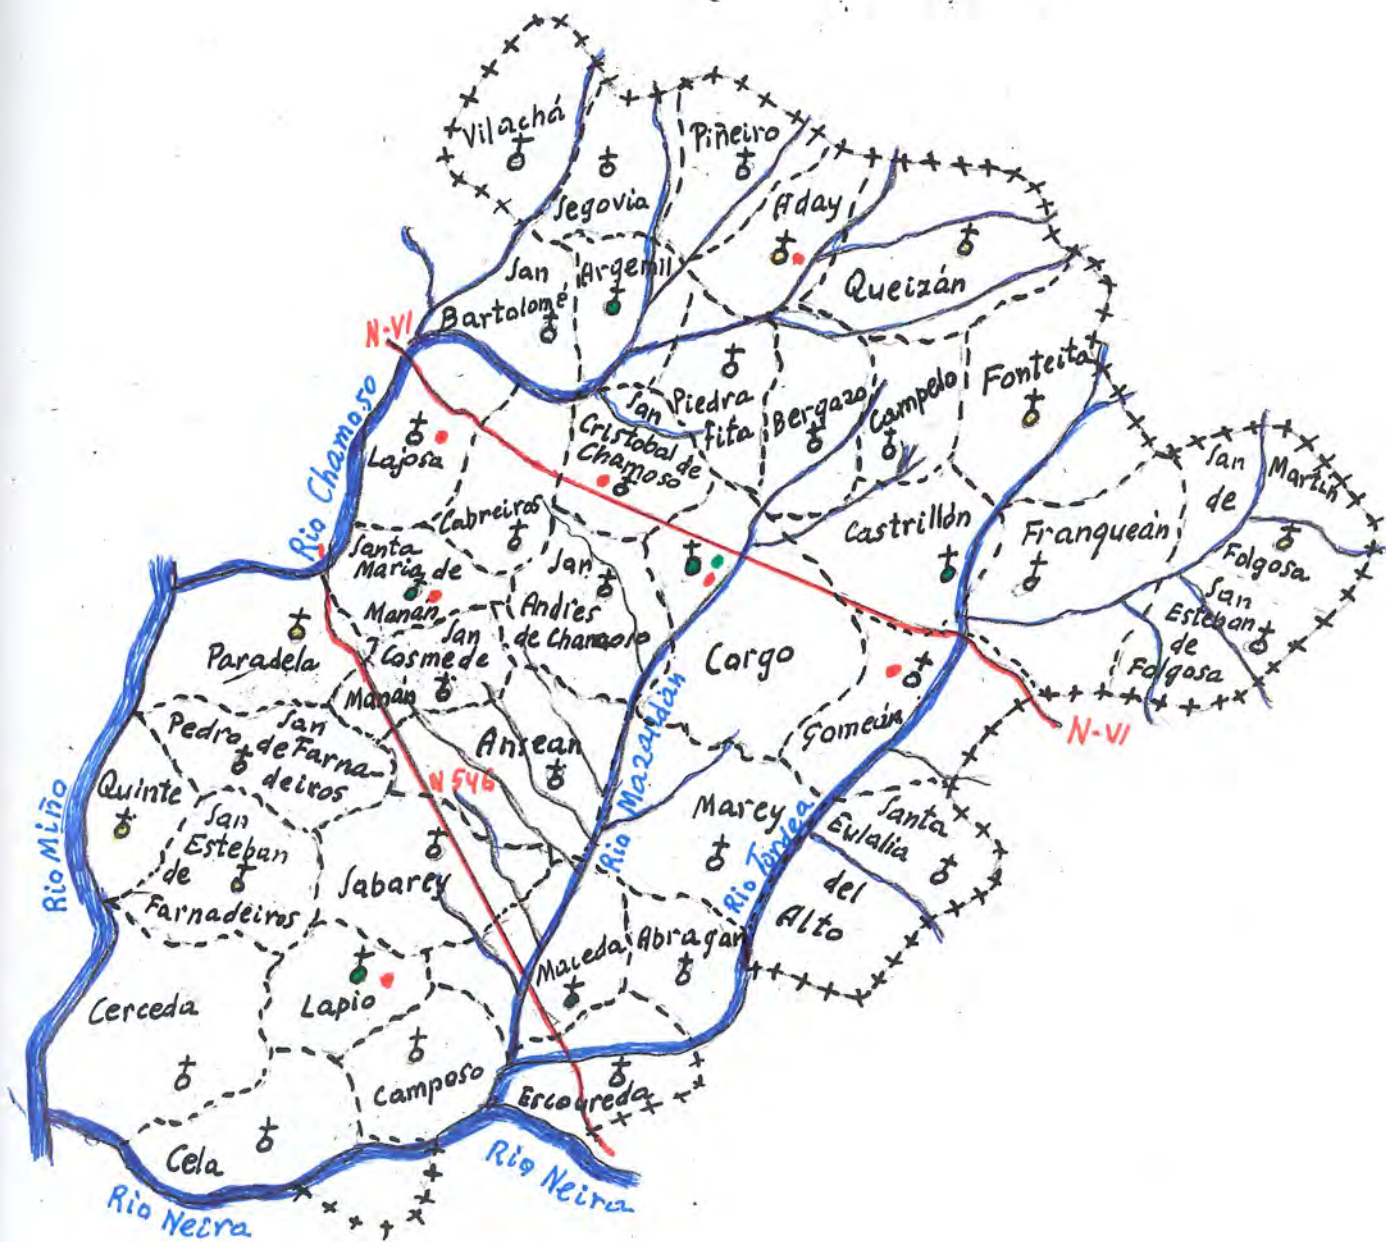 Vilachá
Piñeiro
Segovia
Aday
San
Bartolomé
Argemil
Queizán
N-VI
Rio Chamoso
Lajosa
San
Cristobal de
Chamoso
Piedra
fita
Bergazo
Campelo
Fonteita
Cabreiros
Castrillón
Franqueán
San
de
Folgosa
Martin
San
Esteban
de
Folgosa
Santa
Maria de
Manan
San
Andres
de Chamoso
San
Cosme de
Manan
Corgo
Paradela
Gomeán
N-VI
San
Pedro de Farna-
deiros
Ansean
Rio Mazaldán
N 546
Marey
Rio Tordea
Santa
Eulalia
del
Alto
Quinte
Rio Miño
San
Esteban
de
Farnadeiros
Sabarey
Maceda
Abragan
Lapio
Cerceda
Camposo
Escoureda
Cela
Rio Neira
Rio Neira